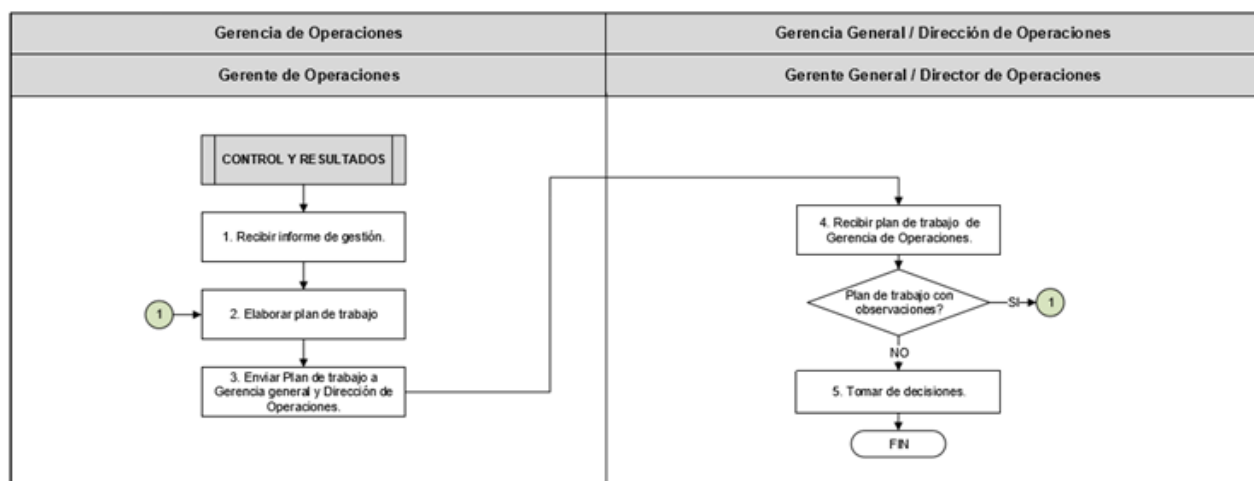 Gerencia de Operaciones
Gerencia General / Dirección de Operaciones
Gerente de Operaciones
Gerente General / Director de Operaciones
CONTROL Y RESULTADOS
1. Recibir informe de gestión.
1
2. Elaborar plan de trabajo
3. Enviar Plan de trabajo a
Gerencia general y Dirección de
Operaciones.
4. Recibir plan de trabajo de
Gerencia de Operaciones.
Plan de trabajo con
observaciones?
SI
1
NO
5. Tomar de decisiones.
FIN